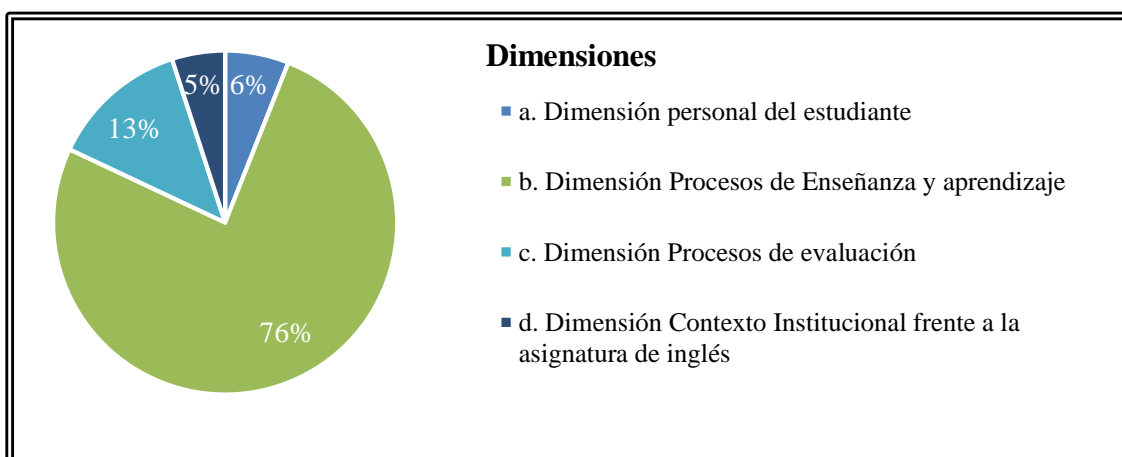 Dimensiones
5%
6%
a. Dimensión personal del estudiante
13%
b. Dimensión Procesos de Enseñanza y aprendizaje
c. Dimensión Procesos de evaluación
76%
d. Dimensión Contexto Institucional frente a la
asignatura de inglés